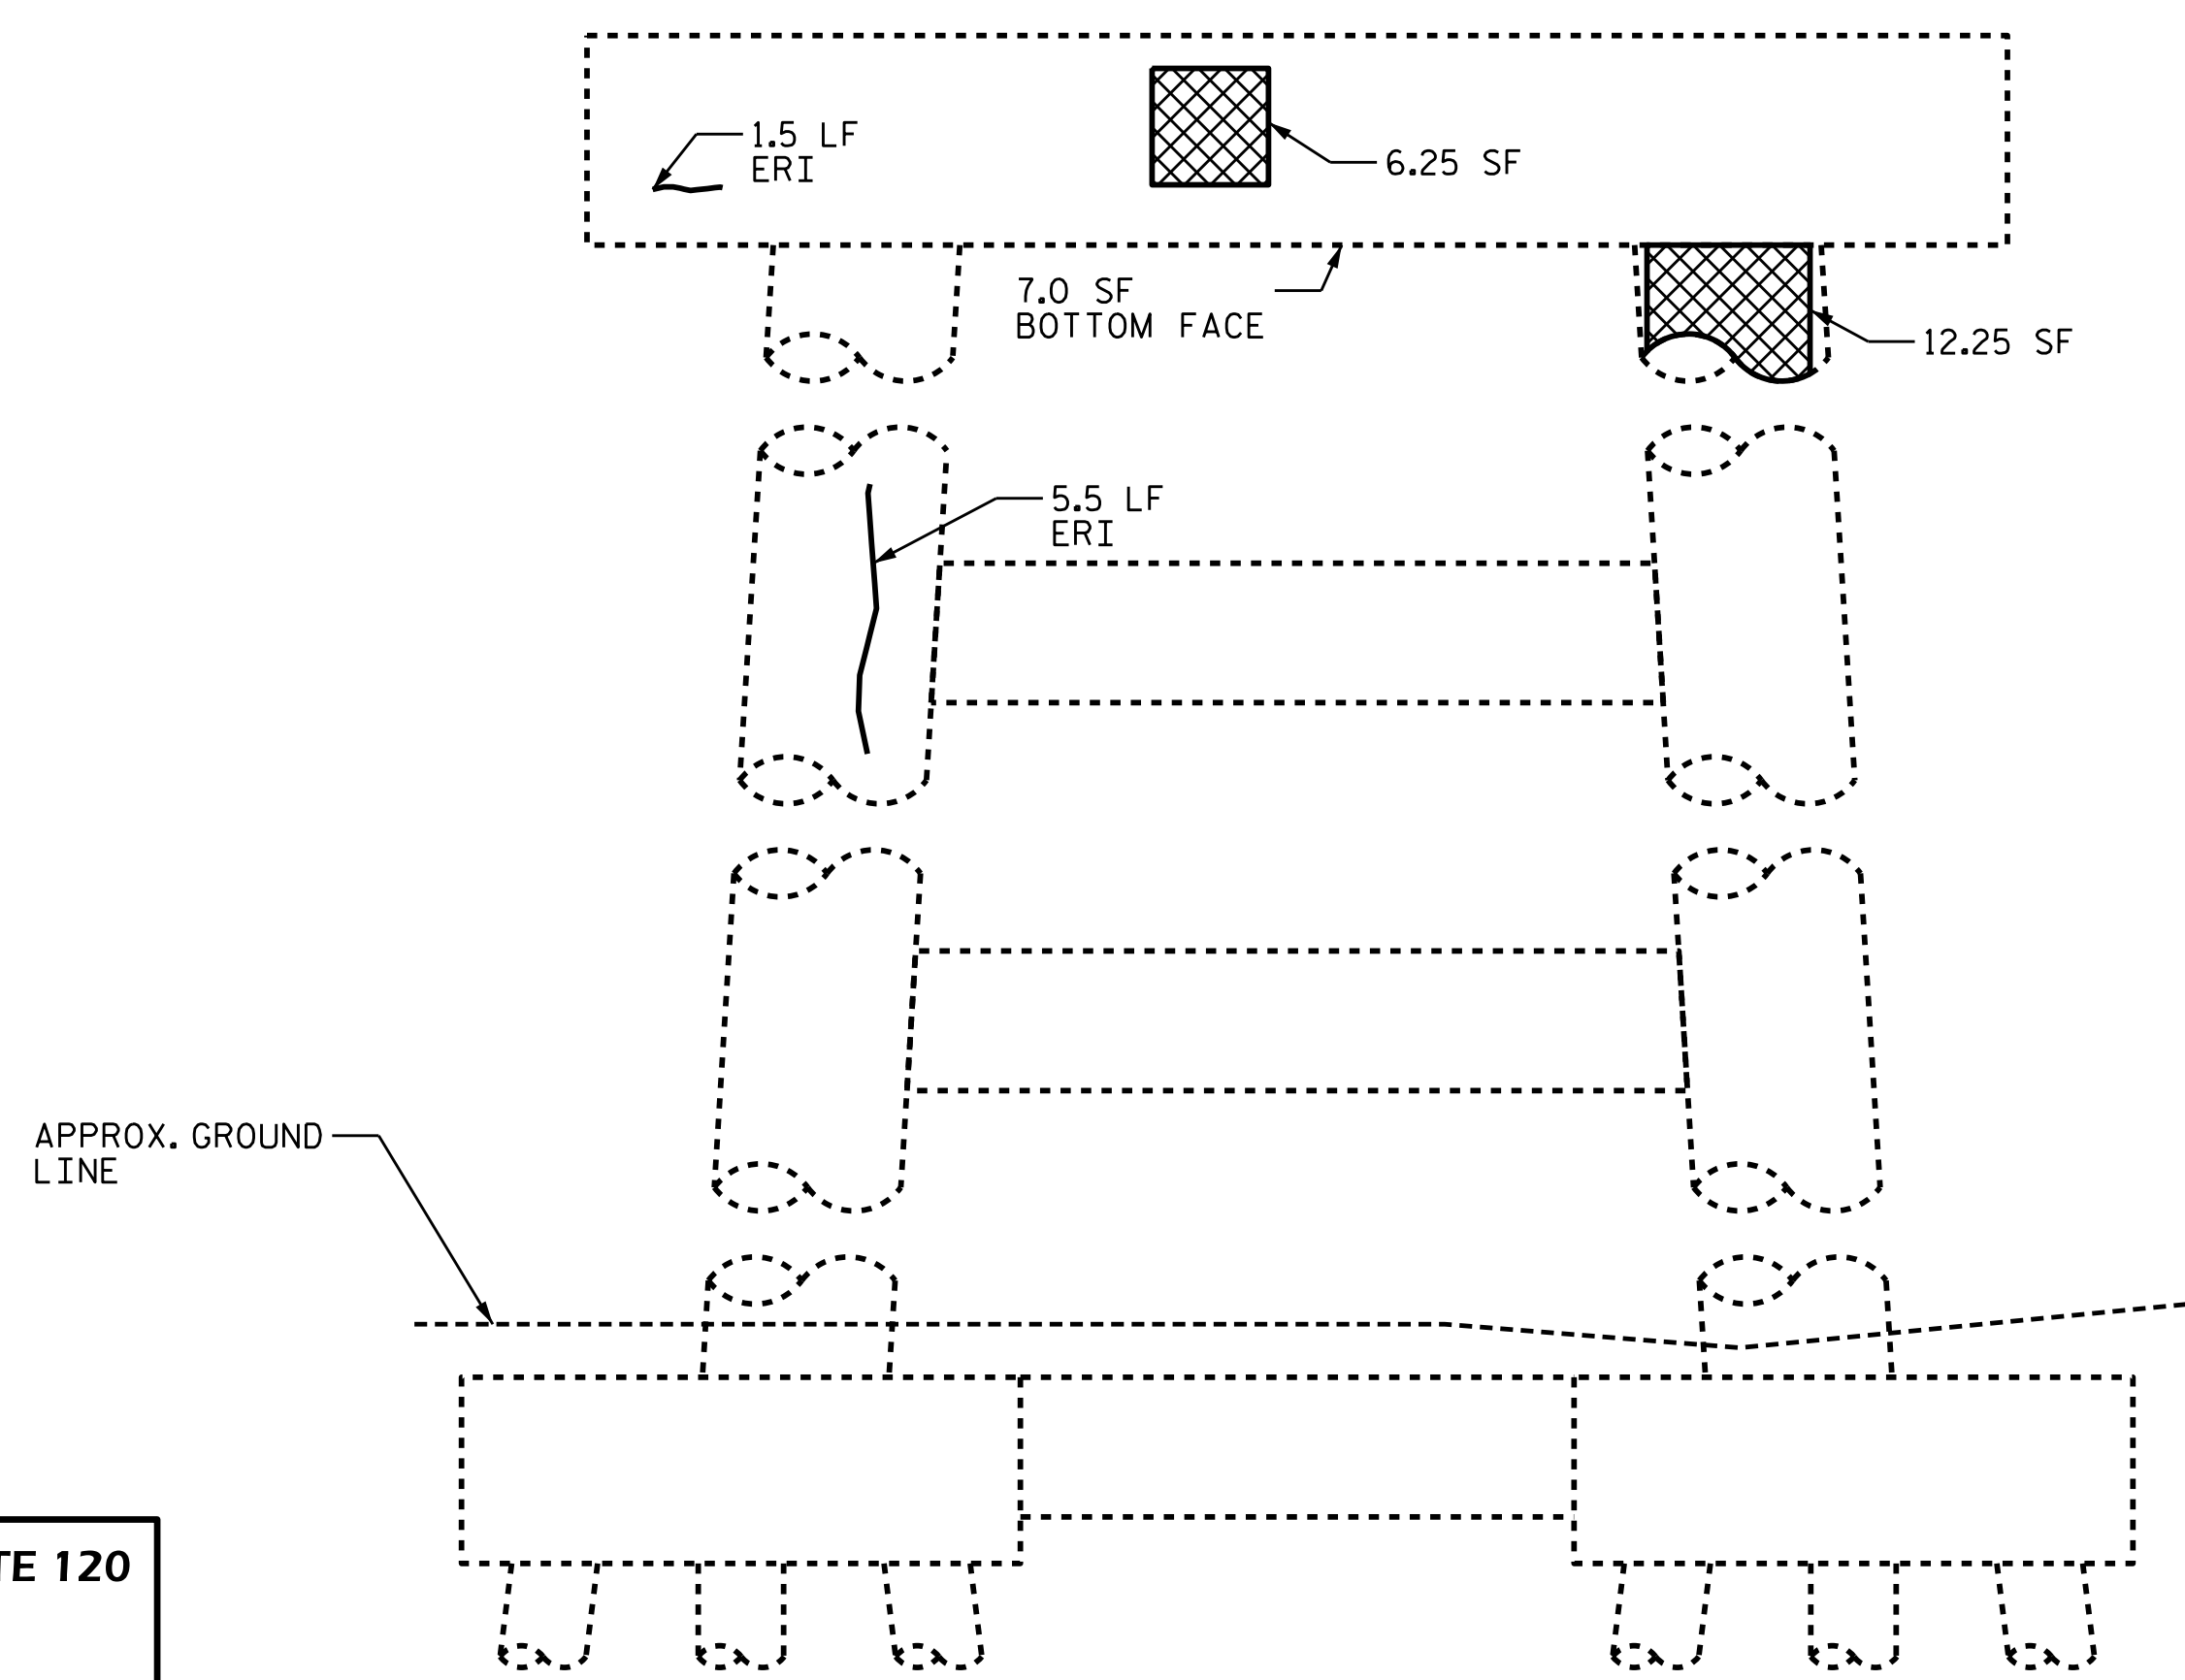 1.5 LF
ERI
6.25 SF
7.0 SF
BOTTOM FACE
12.25 SF
5.5 LF
ERI
APPROX. GROUND
LINE
TE 120